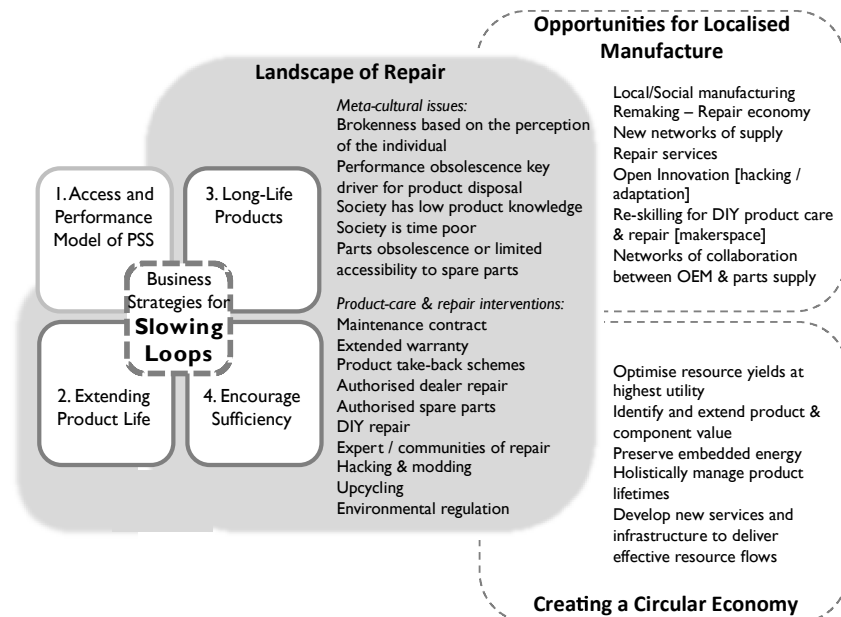 Opportunities for Localised
Manufacture
Landscape of Repair
Meta-cultural issues:
Brokenness based on the perception
of the individual
Performance obsolescence key
driver for product disposal
Society has low product knowledge
Society is time poor
Parts obsolescence or limited
accessibility to spare parts
Product-care & repair interventions:
Maintenance contract
Extended warranty
Product take-back schemes
Authorised dealer repair
Authorised spare parts
DIY repair
Expert / communities of repair
Hacking & modding
Upcycling
Environmental regulation
Local/Social manufacturing
Remaking – Repair economy
New networks of supply
Repair services
Open Innovation [hacking /
adaptation]
Re-skilling for DIY product care
& repair [makerspace]
Networks of collaboration
between OEM & parts supply
1. Access and
Performance
Model of PSS
3. Long-Life
Products
Business
Strategies for
Slowing
Loops
2. Extending
Product Life
4. Encourage
Sufficiency
Optimise resource yields at
highest utility
Identify and extend product &
component value
Preserve embedded energy
Holistically manage product
lifetimes
Develop new services and
infrastructure to deliver
effective resource flows
Creating a Circular Economy